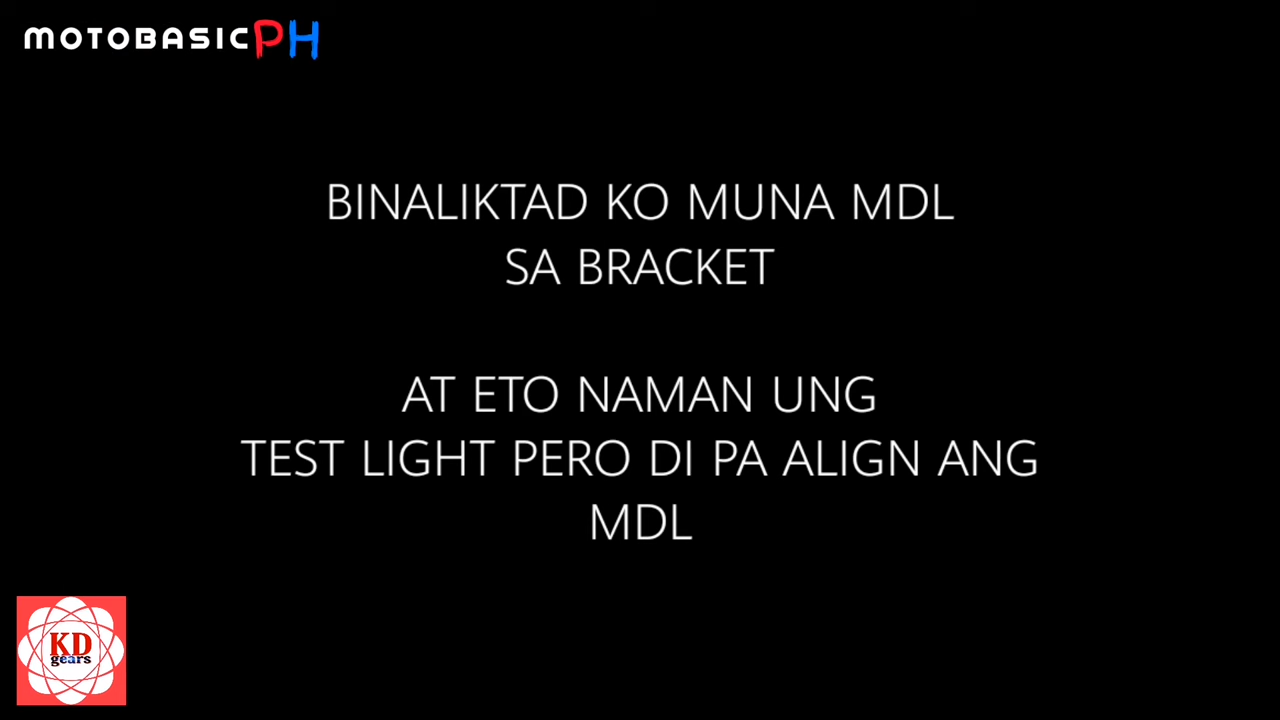 MOTOBASICPH
BINALIKTAD KO MUNA MDL
SA BRACKET
AT ETO NAMAN UNG
TEST LIGHT PERO DI PA ALIGN ANG
MDL
KD
gears